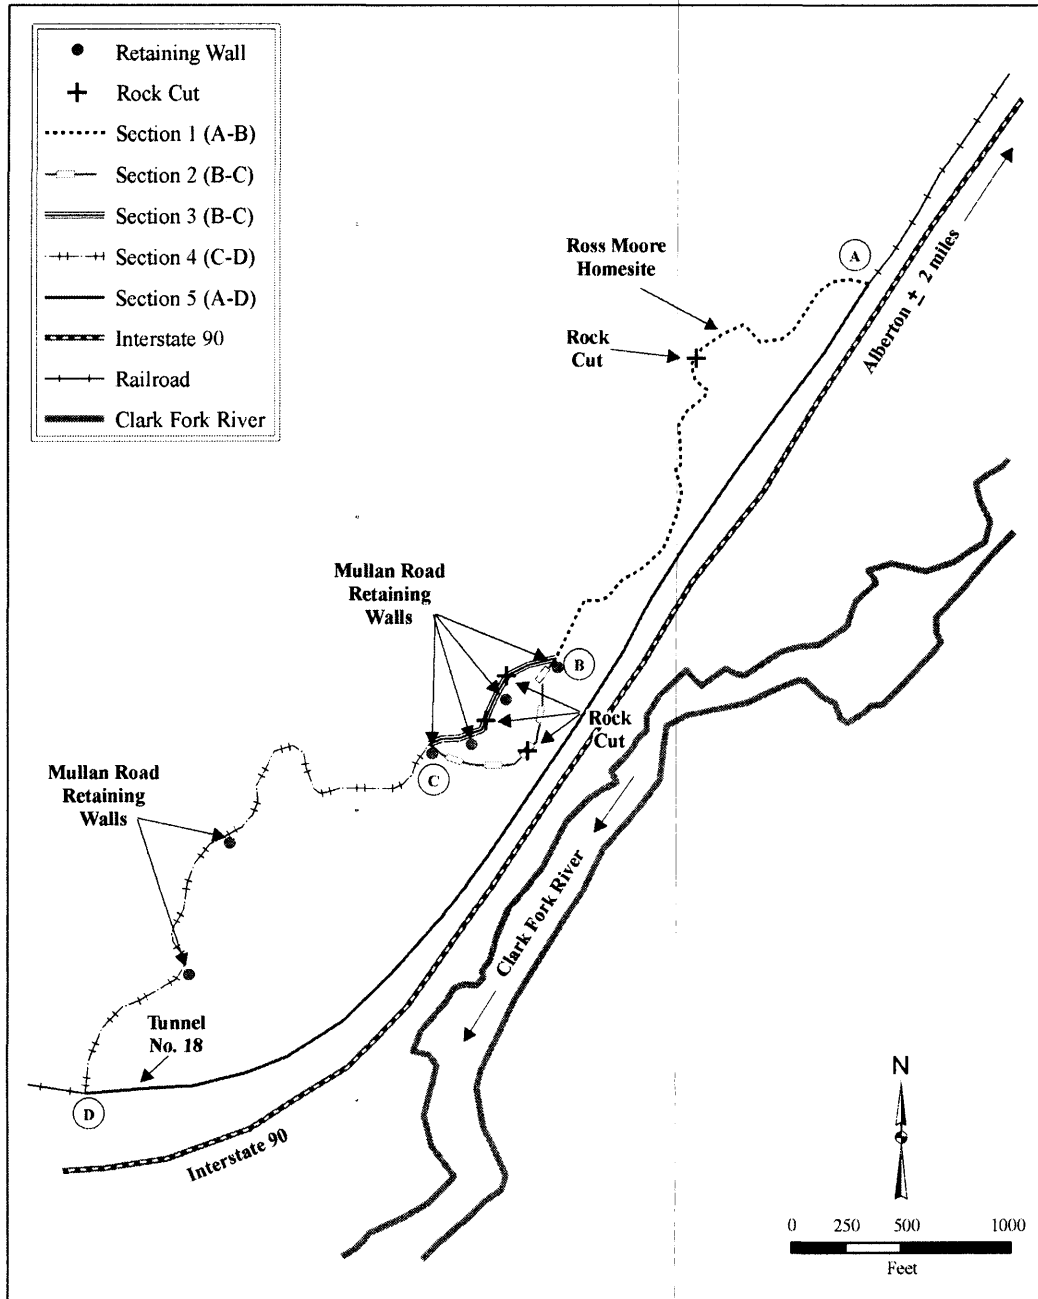 Retaining Wall
Rock Cut
Section 1 (A-B)
Section 2 (B-C)
Section 3 (B-C)
Section 4 (C-D)
Section 5 (A-D)
Interstate 90
Railroad
Clark Fork River
Ross Moore
Homesite
A
Rock
Cut
Alberton ± 2 miles
Mullan Road
Retaining
Walls
B
Rock
Cut
C
Mullan Road
Retaining
Walls
Clark Fork River
Tunnel
No. 18
D
Interstate 90
N
0 250 500 1000
Feet